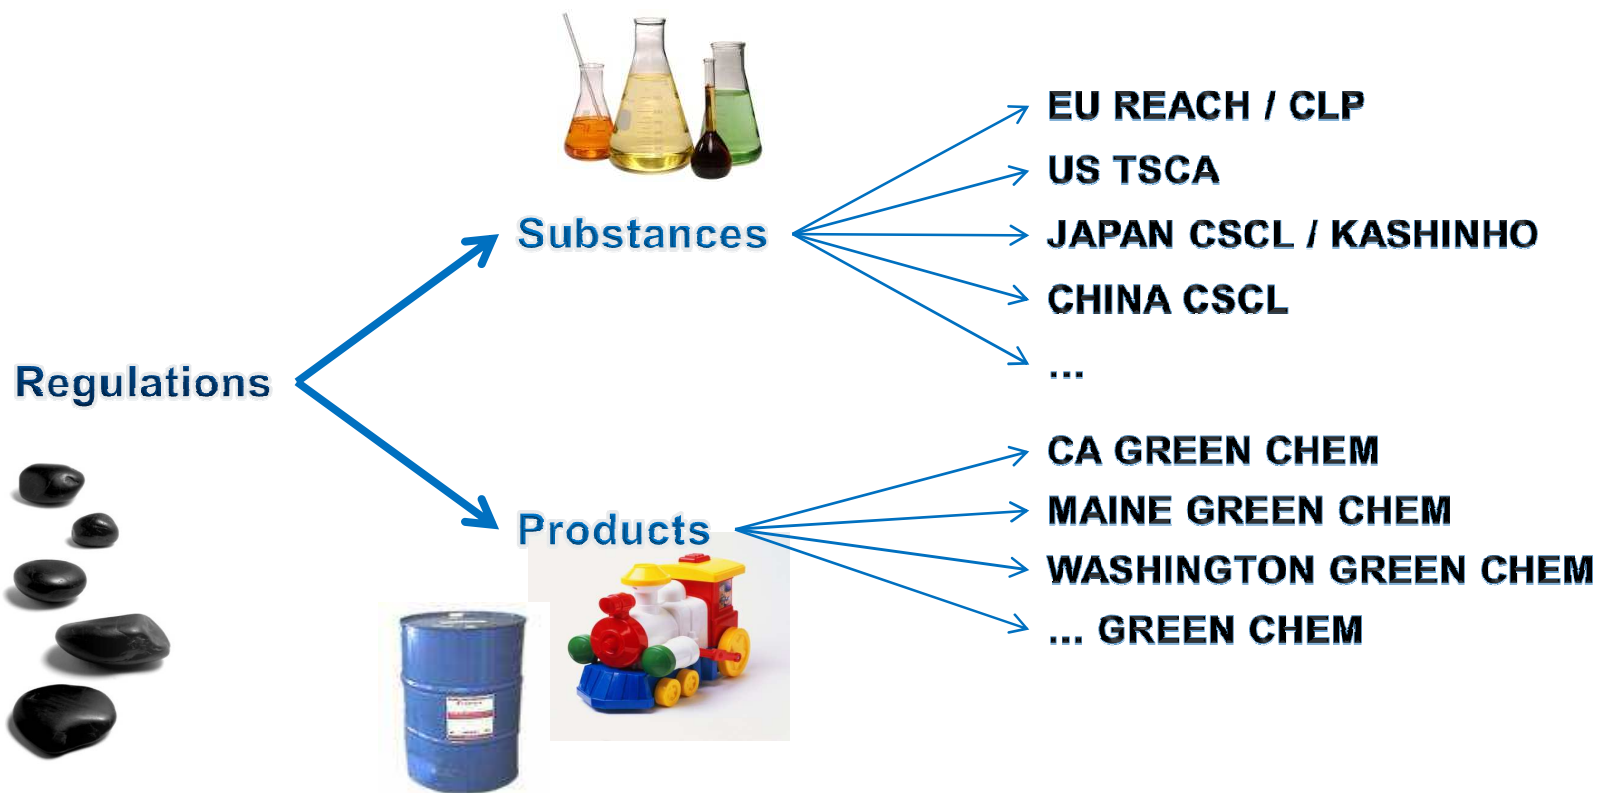 EU REACH / CLP
US TSCA
Substances
JAPAN CSCL / KASHINHO
CHINA CSCL
...
Regulations
CA GREEN CHEM
MAINE GREEN CHEM
Products
WASHINGTON GREEN CHEM
... GREEN CHEM